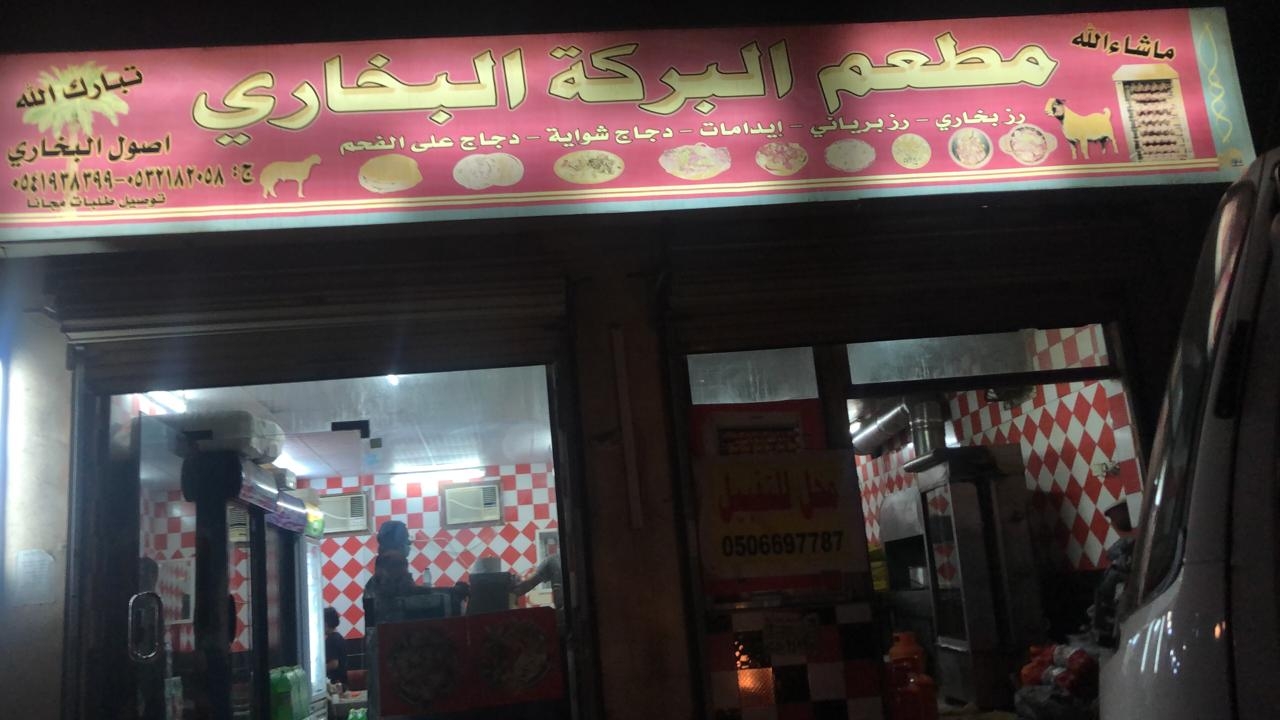 ماشاءالله
مطعم البركة البخاري
تبارك الله
رز بخاري - رز برياني - إيدامات - دجاج شواية - دجاج على الفحم
اصول البخاري
ج: ٠٥٣٢١٨٢٠٥٨-٠٥٤١٩٣٨٣٩٩
توصيل طلبات مجانا
محل للتقبيل
0506697787